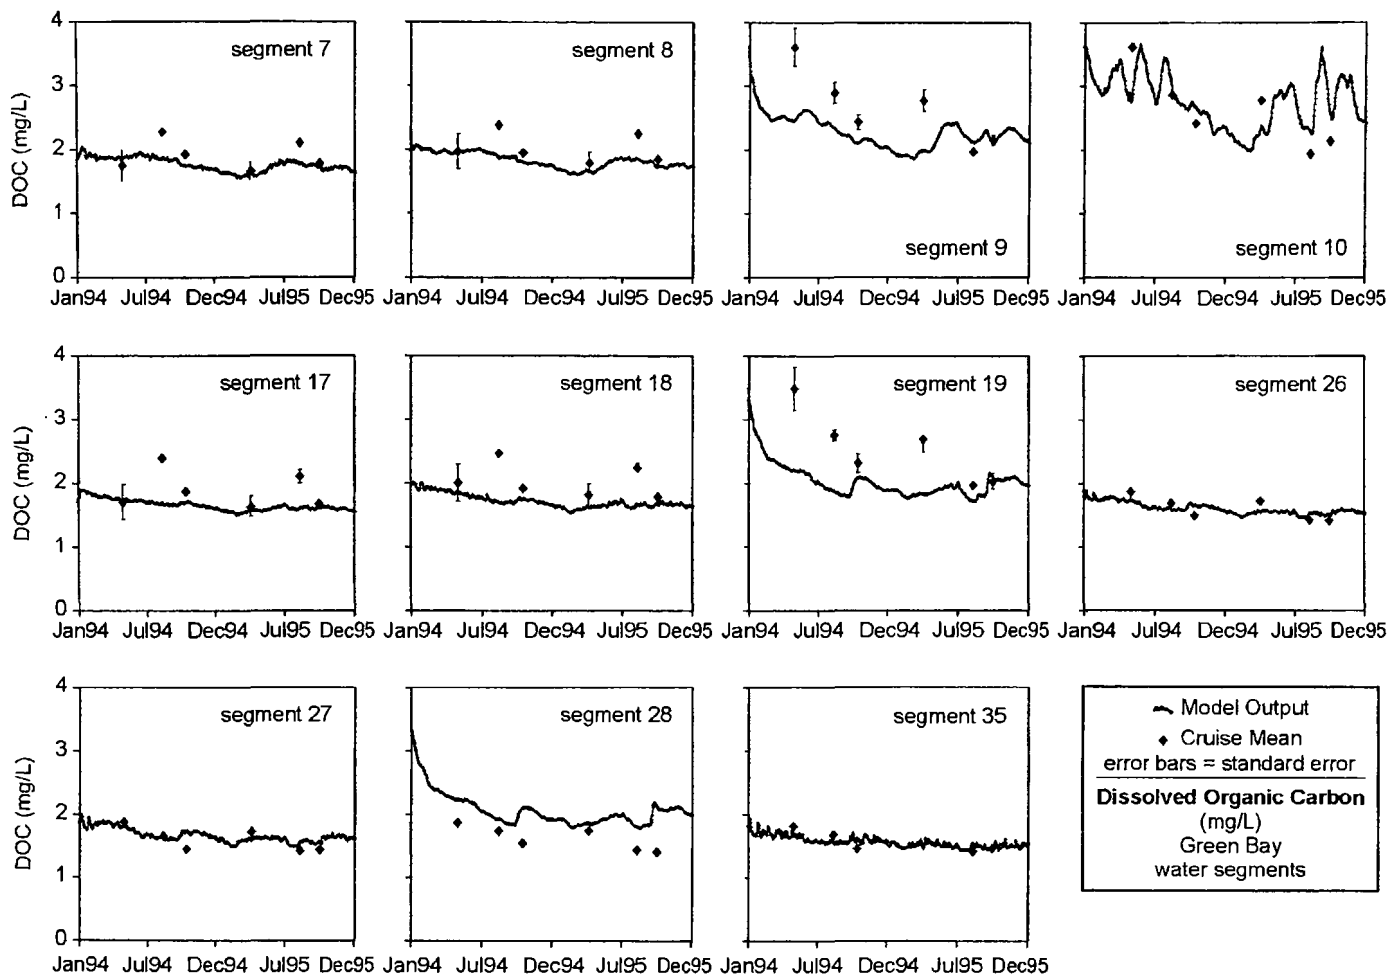 segment 7
segment 8
segment 9
segment 10
DOC (mg/L)
4
3
2
1
0
Jan94 Jul94 Dec94 Jul95 Dec95
Jan94 Jul94 Dec94 Jul95 Dec95
Jan94 Jul94 Dec94 Jul95 Dec95
Jan94 Jul94 Dec94 Jul95 Dec95
segment 17
segment 18
segment 19
segment 26
DOC (mg/L)
4
3
2
1
0
Jan94 Jul94 Dec94 Jul95 Dec95
Jan94 Jul94 Dec94 Jul95 Dec95
Jan94 Jul94 Dec94 Jul95 Dec95
Jan94 Jul94 Dec94 Jul95 Dec95
segment 27
segment 28
segment 35
DOC (mg/L)
4
3
2
1
0
Jan94 Jul94 Dec94 Jul95 Dec95
Jan94 Jul94 Dec94 Jul95 Dec95
Jan94 Jul94 Dec94 Jul95 Dec95
Model Output
Cruise Mean
error bars = standard error
Dissolved Organic Carbon
(mg/L)
Green Bay
water segments